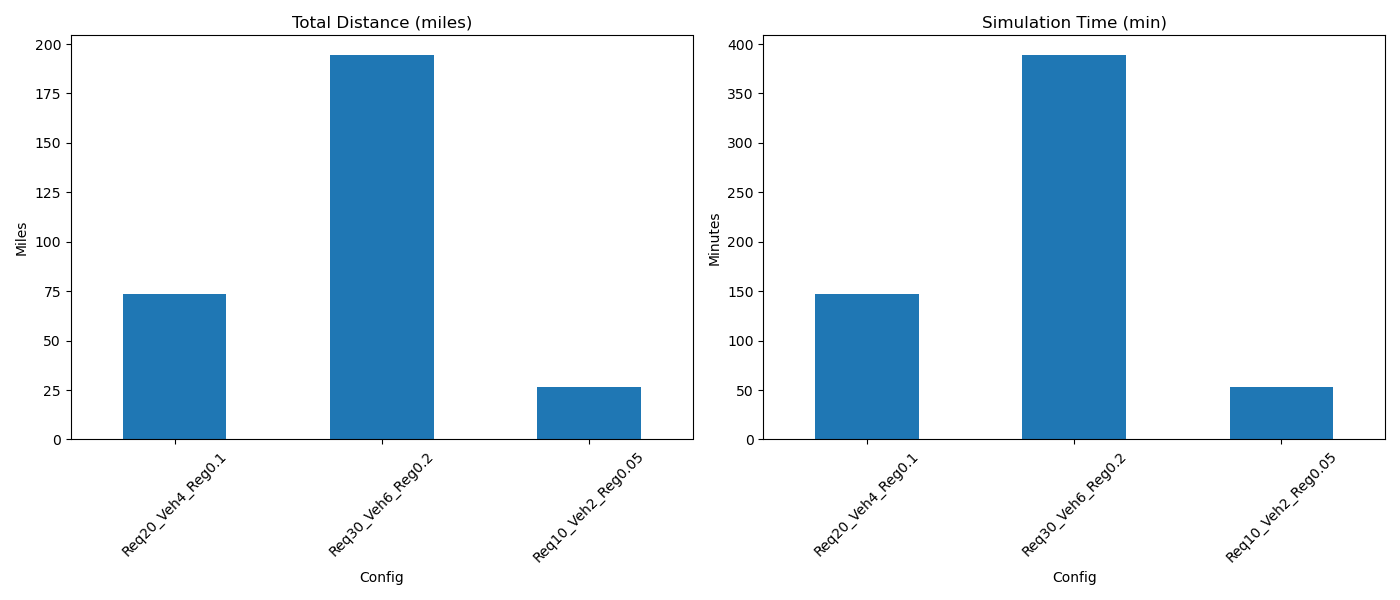 Total Distance (miles)
200
175
150
125
100
75
50
25
0
Miles
Req20_Veh4_Reg0.1
Req30_Veh6_Reg0.2
Req10_Veh2_Reg0.05
Config
Simulation Time (min)
400
350
300
250
200
150
100
50
0
Minutes
Req20_Veh4_Reg0.1
Req30_Veh6_Reg0.2
Req10_Veh2_Reg0.05
Config